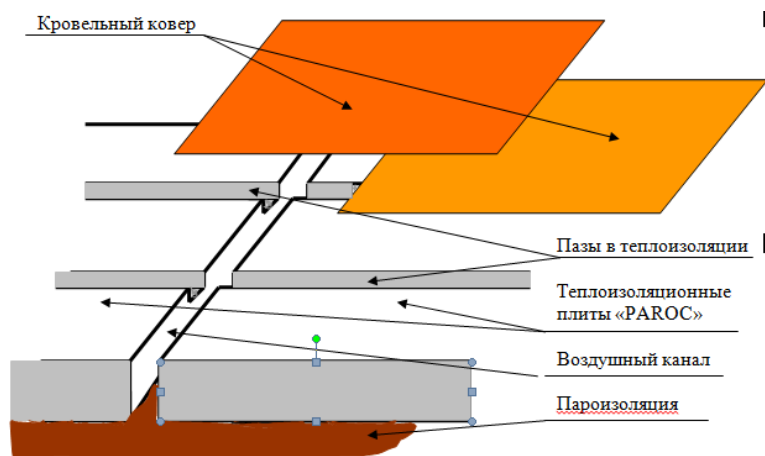 Кровельный ковер
Пазы в теплоизоляции
Теплоизоляционные
плиты «PAROC»
Воздушный канал
Пароизоляция